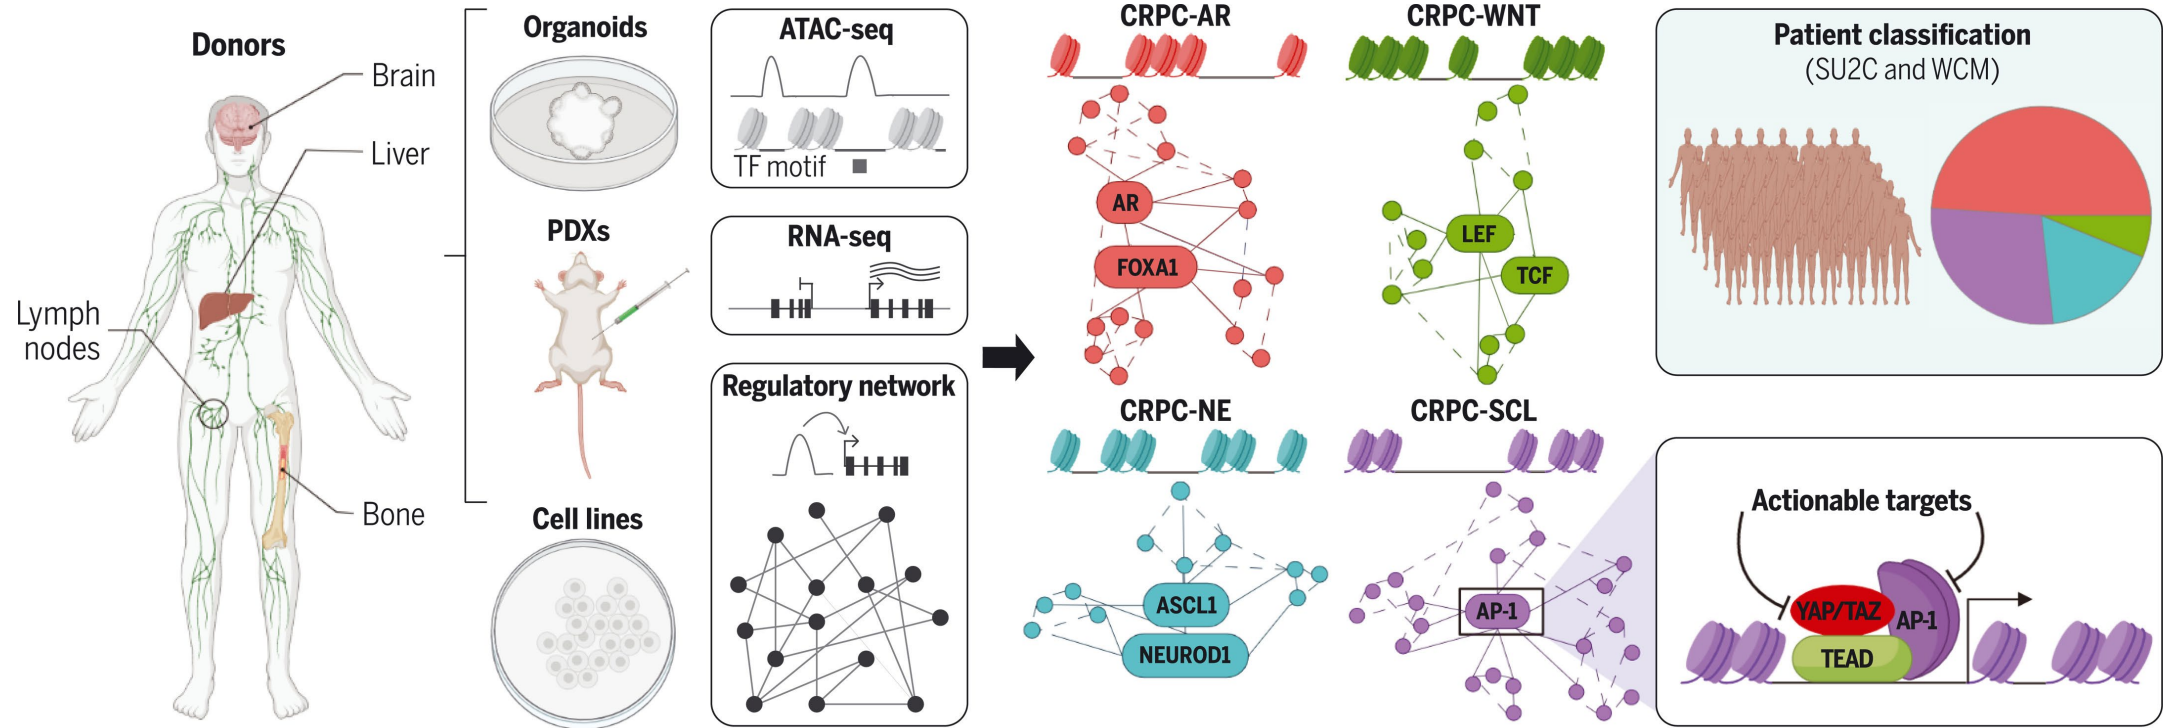 Donors
Brain
Liver
Lymph
nodes
Bone
Organoids
PDXs
Cell lines
ATAC-seq
TF motif
RNA-seq
Regulatory network
CRPC-AR
AR
FOXA1
CRPC-WNT
LEF
TCF
CRPC-NE
ASCL1
NEUROD1
CRPC-SCL
AP-1
Patient classification
(SU2C and WCM)
Actionable targets
YAP/TAZ
AP-1
TEAD